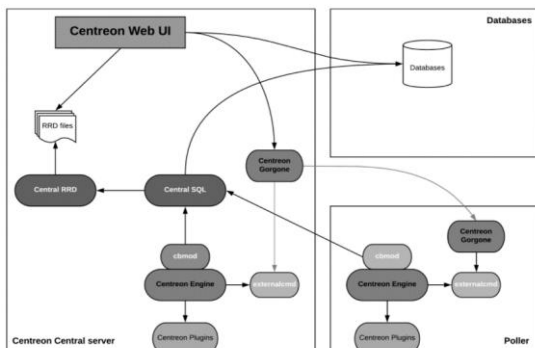 Centreon Web UI
Databases
Databases
RRD files
Centreon
Gorgone
Central RRD
Central SQL
Centreon
Gorgone
cbmod
cbmod
Centreon Engine
externalcmd
Centreon Engine
externalcmd
Centreon Plugins
Centreon Plugins
Centreon Central server
Poller